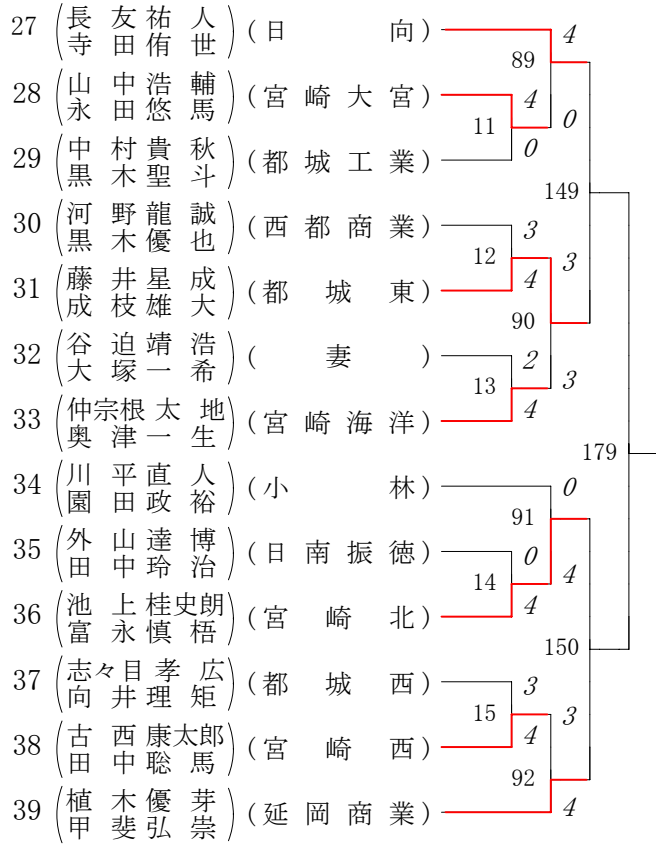 27 長友祐人 寺田侑世 (日向) 4
89
28 山中浩輔 永田悠馬 (宮崎大宮) 4 0
11
29 中村貴秋 黒木聖斗 (都城工業) 0
149
30 河野龍誠 黒木優也 (西都商業) 3
12 3
31 藤井星成 成枝雄大 (都城東) 4
90
32 谷迫靖浩 大塚一希 (妻) 2
13 3
33 仲宗根太地 奥津一生 (宮崎海洋) 4
179
34 川平直人 園田政裕 (小林) 0
91
35 外山達博 田中玲治 (日南振徳) 0
14 4
36 池上桂史朗 富永慎梧 (宮崎北) 4
150
37 志々目孝広 向井理矩 (都城西) 3
15 3
38 古西康太郎 田中聡馬 (宮崎西) 4
92
39 植木優芽 甲斐弘崇 (延岡商業) 4